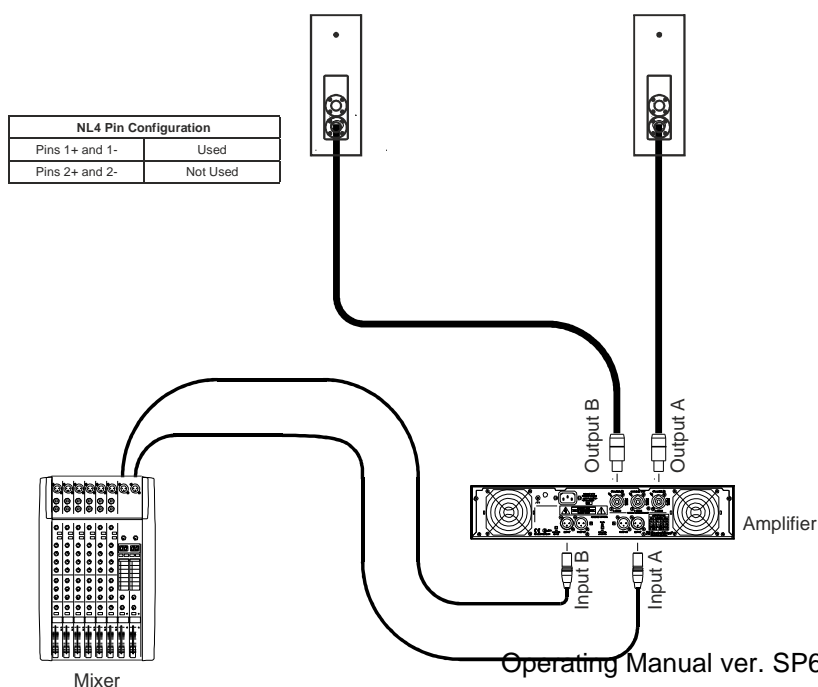 NL4 Pin Configuration
Pins 1+ and 1- Used
Pins 2+ and 2- Not Used
Output B
Output A
Amplifier
Input B
Input A
Operating Manual ver. SP6
Mixer